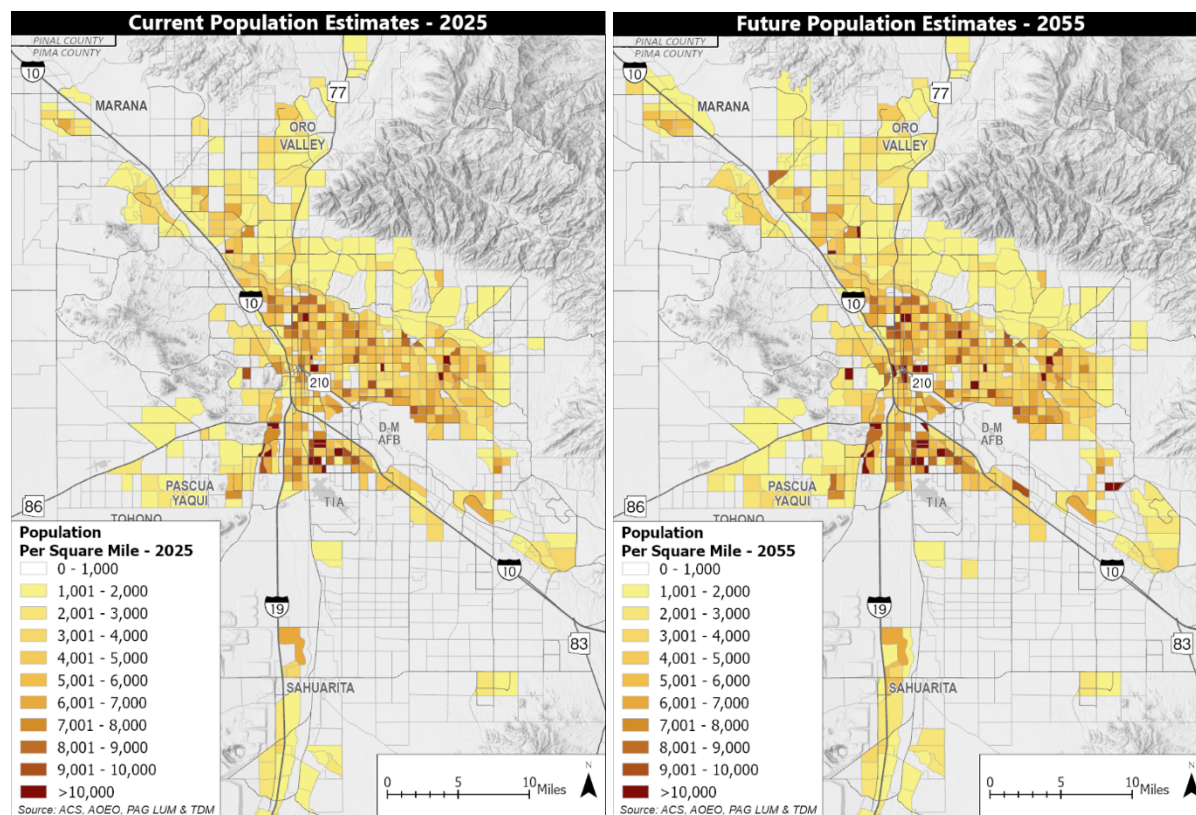 Current Population Estimates - 2025
PINAL COUNTY
PIMA COUNTY
10
77
MARANA
ORO
VALLEY
10
210
D-M
AFB
PASCUA
YAQUI
TIA
86
TOHONO
10
19
83
SAHUARITA
Population
Per Square Mile - 2025
0 - 1,000
1,001 - 2,000
2,001 - 3,000
3,001 - 4,000
4,001 - 5,000
5,001 - 6,000
6,001 - 7,000
7,001 - 8,000
8,001 - 9,000
9,001 - 10,000
>10,000
Source: ACS, AOEO, PAG LUM & TDM
N
0 5 10
Miles
Future Population Estimates - 2055
PINAL COUNTY
PIMA COUNTY
10
77
MARANA
ORO
VALLEY
10
210
D-M
AFB
PASCUA
YAQUI
TIA
86
TOHONO
10
19
83
SAHUARITA
Population
Per Square Mile - 2055
0 - 1,000
1,001 - 2,000
2,001 - 3,000
3,001 - 4,000
4,001 - 5,000
5,001 - 6,000
6,001 - 7,000
7,001 - 8,000
8,001 - 9,000
9,001 - 10,000
>10,000
Source: ACS, AOEO, PAG LUM & TDM
N
0 5 10
Miles